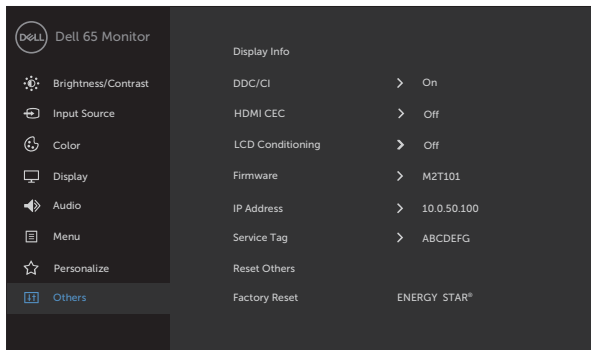 DELL Dell 65 Monitor
Brightness/Contrast
Input Source
Color
Display
Audio
Menu
Personalize
Others
Display Info
DDC/CI On
HDMI CEC Off
LCD Conditioning Off
Firmware M2T101
IP Address 10.0.50.100
Service Tag ABCDEFG
Reset Others
Factory Reset ENERGY STAR®